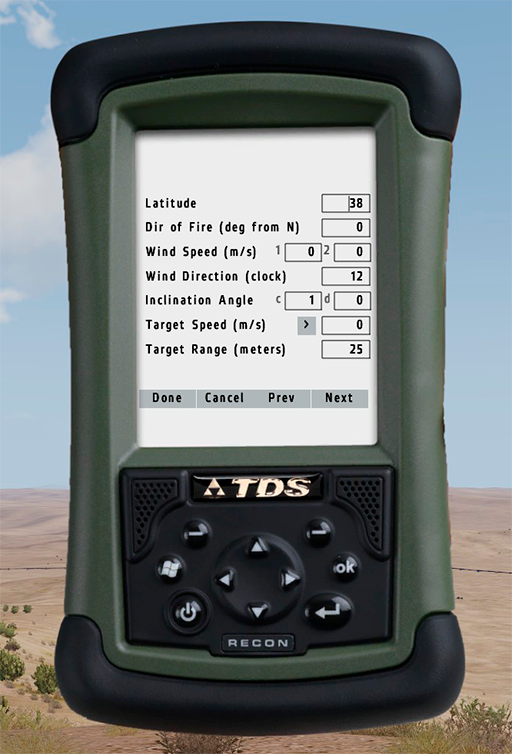 Latitude 38
Dir of Fire (deg from N) 0
Wind Speed (m/s) 1 0 2 0
Wind Direction (clock) 12
Inclination Angle c 1 d 0
Target Speed (m/s) > 0
Target Range (meters) 25
Done Cancel Prev Next
TDS
ok
RECON